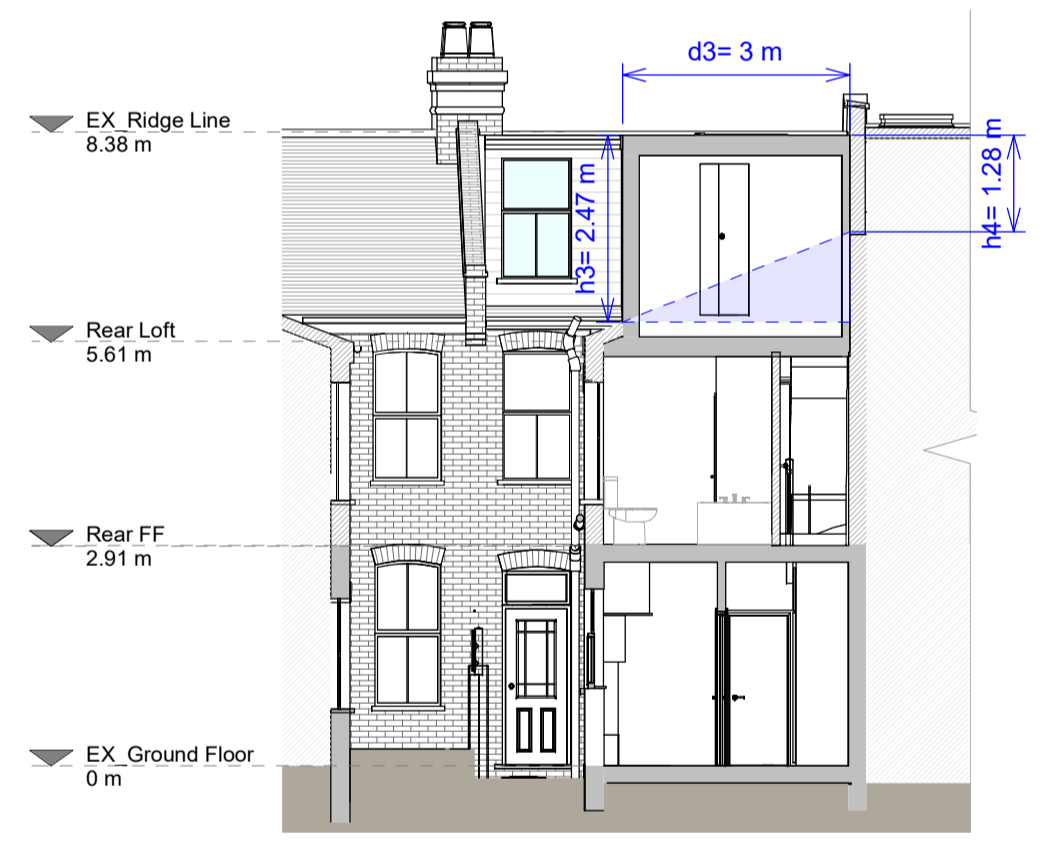 d3= 3 m
EX_Ridge Line
8.38 m
h3= 2.47 m
h4= 1.28 m
Rear Loft
5.61 m
Rear FF
2.91 m
EX_Ground Floor
0 m